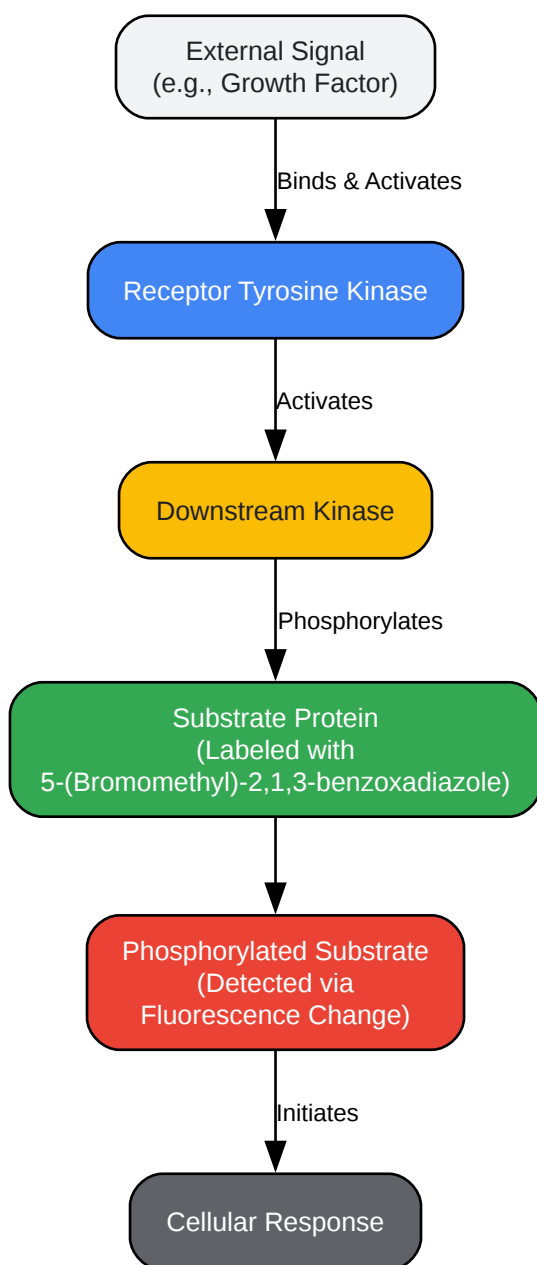 External Signal
(e.g., Growth Factor)
Binds & Activates
Receptor Tyrosine Kinase
Activates
Downstream Kinase
Phosphorylates
Substrate Protein
(Labeled with
5-(Bromomethyl)-2,1,3-benzoxadiazole)
Phosphorylated Substrate
(Detected via
Fluorescence Change)
Initiates
Cellular Response